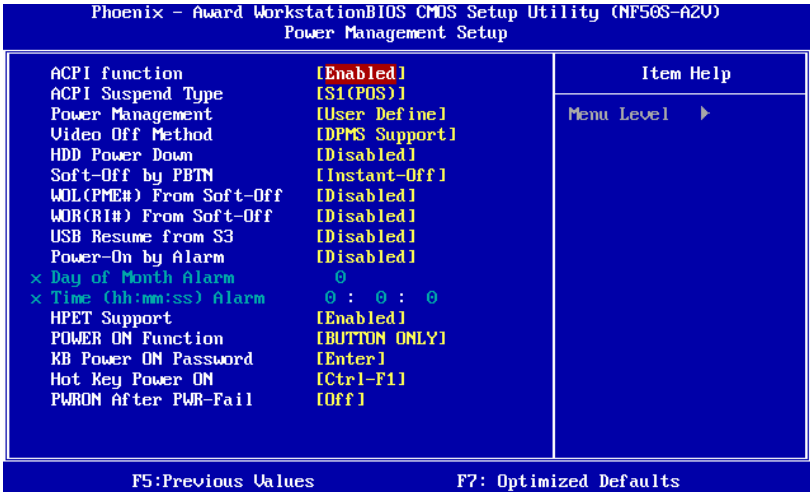 Phoenix - Award WorkstationBIOS CMOS Setup Utility (NF50S-A2V)
Power Management Setup
ACPI function [Enabled]
ACPI Suspend Type [S1(POS)]
Power Management [User Define]
Video Off Method [DPMS Support]
HDD Power Down [Disabled]
Soft-Off by PBTN [Instant-Off]
WOL(PME#) From Soft-Off [Disabled]
WOR(RI#) From Soft-Off [Disabled]
USB Resume from S3 [Disabled]
Power-On by Alarm [Disabled]
x Day of Month Alarm 0
x Time (hh:mm:ss) Alarm 0 : 0 : 0
HPET Support [Enabled]
POWER ON Function [BUTTON ONLY]
KB Power ON Password [Enter]
Hot Key Power ON [Ctrl-F1]
PWRON After PWR-Fail [Off]
Item Help
Menu Level
F5:Previous Values F7: Optimized Defaults